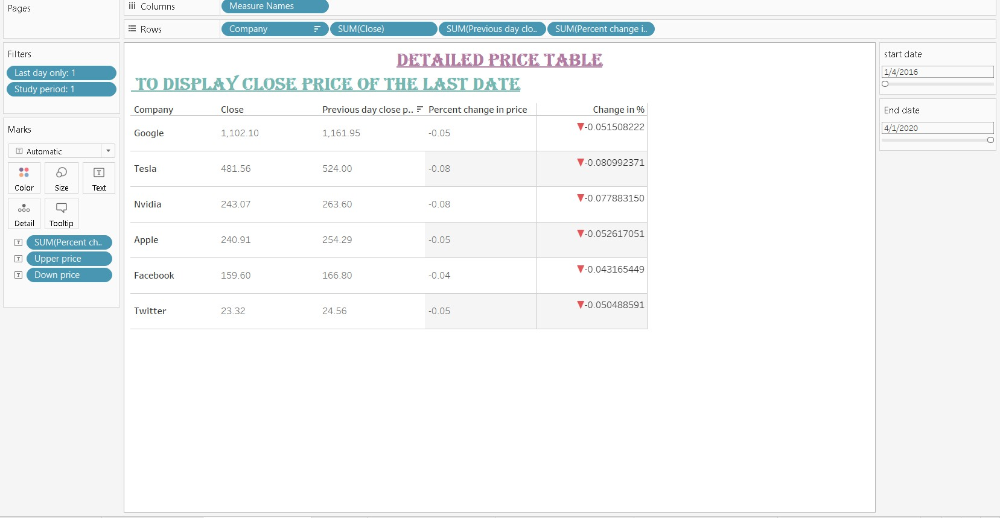 Pages
Columns
Measure Names
Rows
Company
SUM(Close)
SUM(Previous day clo..
SUM(Percent change i..
Filters
Last day only: 1
Study period: 1
Marks
Automatic
Color Size Text
Detail Tooltip
SUM(Percent ch..
Upper price
Down price
DETAILED PRICE TABLE
TO DISPLAY CLOSE PRICE OF THE LAST DATE
Company Close Previous day close p.. Percent change in price Change in %
Google 1,102.10 1,161.95 -0.05 ▼-0.051508222
Tesla 481.56 524.00 -0.08 ▼-0.080992371
Nvidia 243.07 263.60 -0.08 ▼-0.077883150
Apple 240.91 254.29 -0.05 ▼-0.052617051
Facebook 159.60 166.80 -0.04 ▼-0.043165449
Twitter 23.32 24.56 -0.05 ▼-0.050488591
start date
1/4/2016
End date
4/1/2020